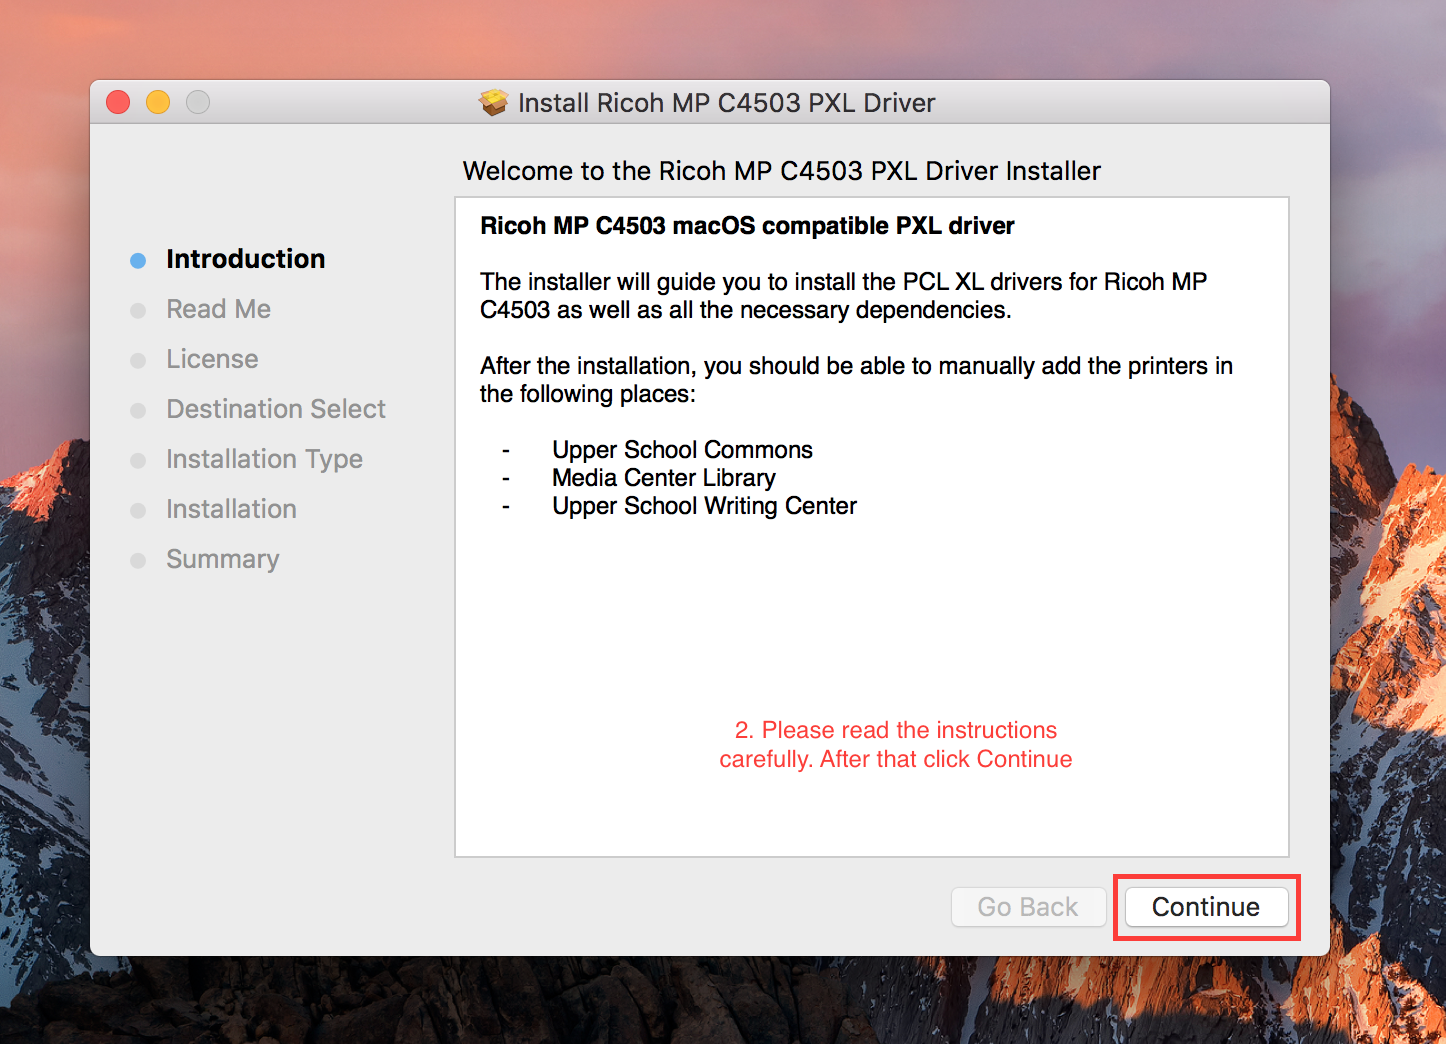 Install Ricoh MP C4503 PXL Driver
Welcome to the Ricoh MP C4503 PXL Driver Installer
Introduction
Read Me
License
Destination Select
Installation Type
Installation
Summary
Ricoh MP C4503 macOS compatible PXL driver
The installer will guide you to install the PCL XL drivers for Ricoh MP
C4503 as well as all the necessary dependencies.
After the installation, you should be able to manually add the printers in
the following places:
- Upper School Commons
- Media Center Library
- Upper School Writing Center
2. Please read the instructions
carefully. After that click Continue
Go Back
Continue